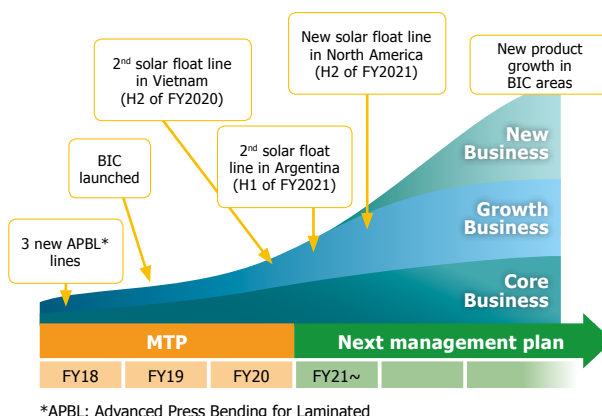 New solar float line
in North America
(H2 of FY2021)
New product
growth in
BIC areas
2nd solar float line
in Vietnam
(H2 of FY2020)
BIC
launched
2nd solar float
line in Argentina
(H1 of FY2021)
3 new APBL*
lines
New
Business
Growth
Business
Core
Business
MTP
Next management plan
FY18
FY19
FY20
FY21~
*APBL: Advanced Press Bending for Laminated